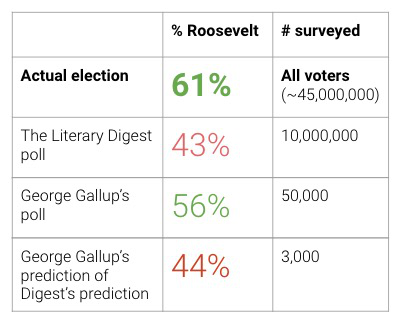 % Roosevelt # surveyed
Actual election 61% All voters
(~45,000,000)
The Literary Digest
poll 43% 10,000,000
George Gallup's
poll 56% 50,000
George Gallup's
prediction of
Digest's prediction 44% 3,000